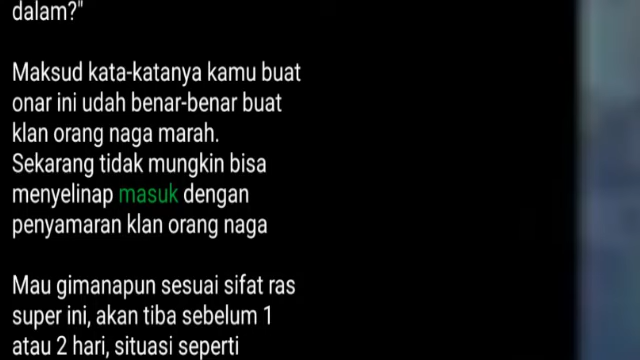 dalam?"
Maksud kata-katanya kamu buat
onar ini udah benar-benar buat
klan orang naga marah.
Sekarang tidak mungkin bisa
menyelinap masuk dengan
penyamaran klan orang naga
Mau gimanapun sesuai sifat ras
super ini, akan tiba sebelum 1
atau 2 hari, situasi seperti